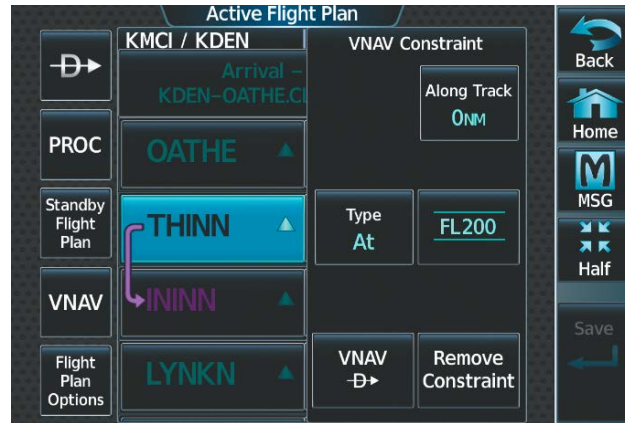 Active Flight Plan
KMCI / KDEN
VNAV Constraint
Back
Arrival –
KDEN–OATHE.CL
Along Track
0NM
Home
PROC
OATHE
MSG
Standby
Flight
Plan
THINN
Type
At
FL200
Half
VNAV
ININN
Save
Flight
Plan
Options
LYNKN
VNAV
D
Remove
Constraint